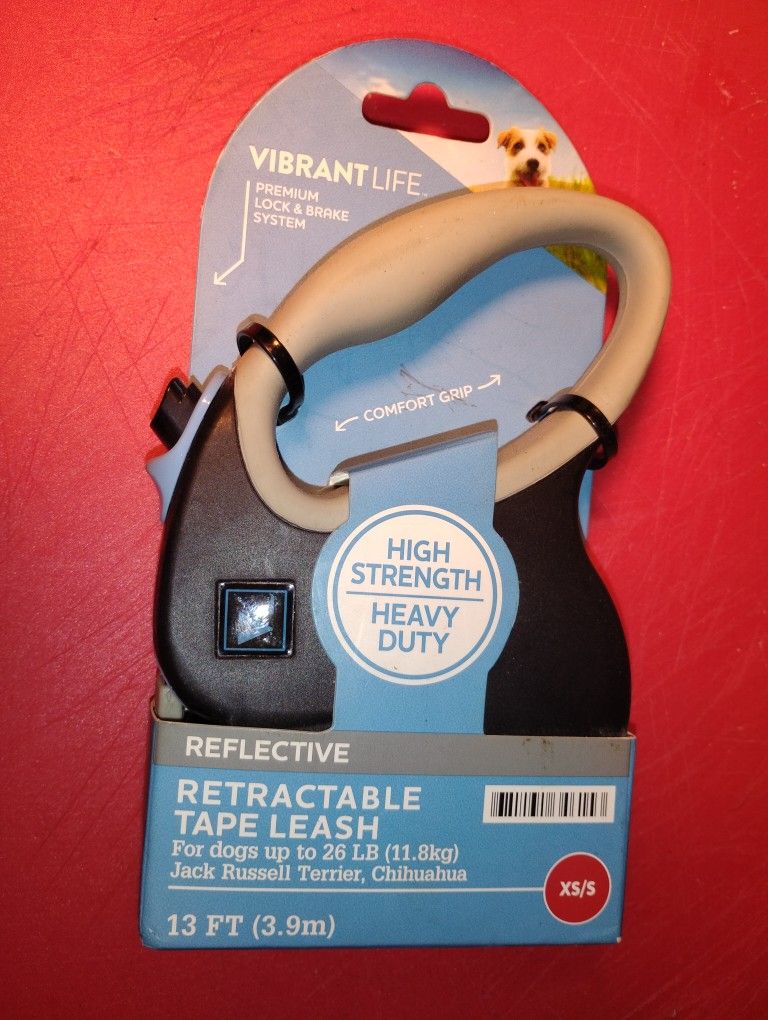 VIBRANT LIFE™
PREMIUM
LOCK & BRAKE
SYSTEM
COMFORT GRIP
HIGH
STRENGTH
HEAVY
DUTY
REFLECTIVE
RETRACTABLE
TAPE LEASH
For dogs up to 26 LB (11.8kg)
Jack Russell Terrier, Chihuahua
XS/S
13 FT (3.9m)